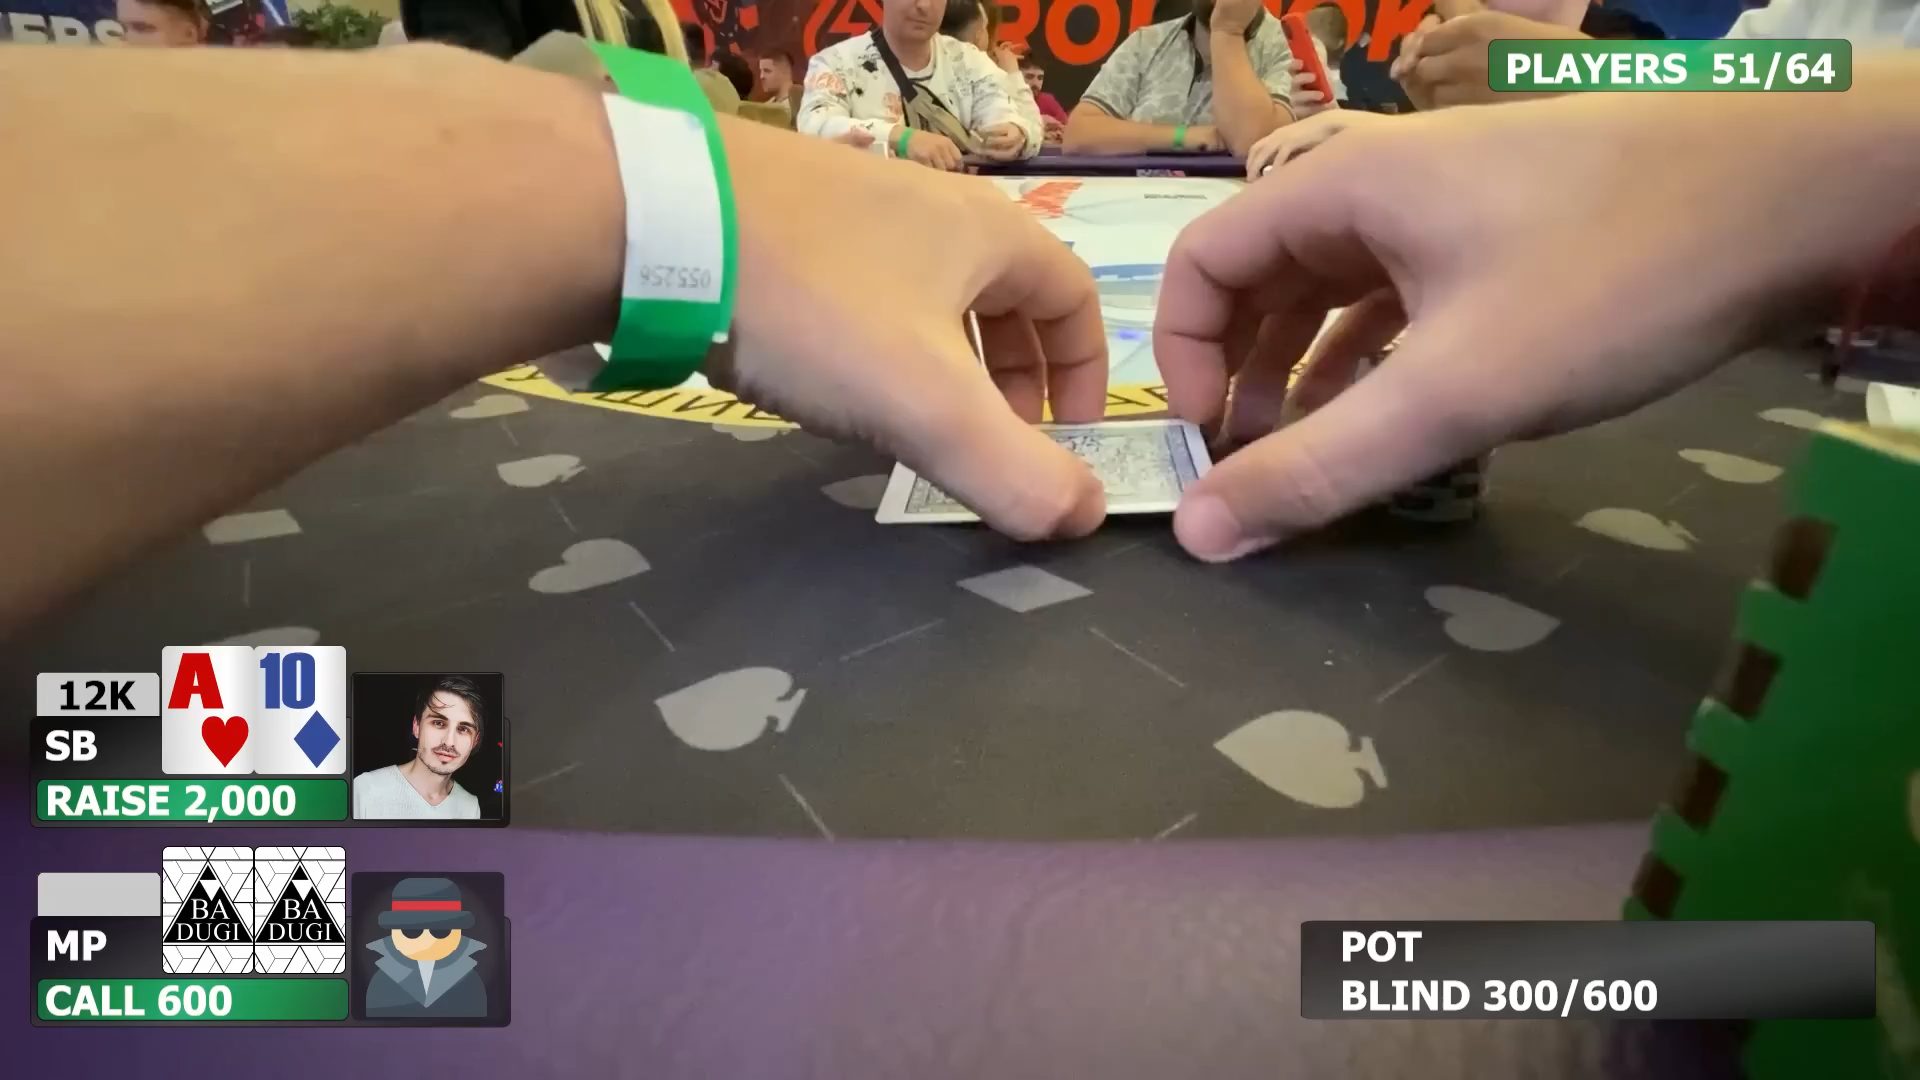 PLAYERS 51/64
055256
12K
A 10
SB
RAISE 2,000
BA
DUGI
BA
DUGI
MP
CALL 600
POT
BLIND 300/600